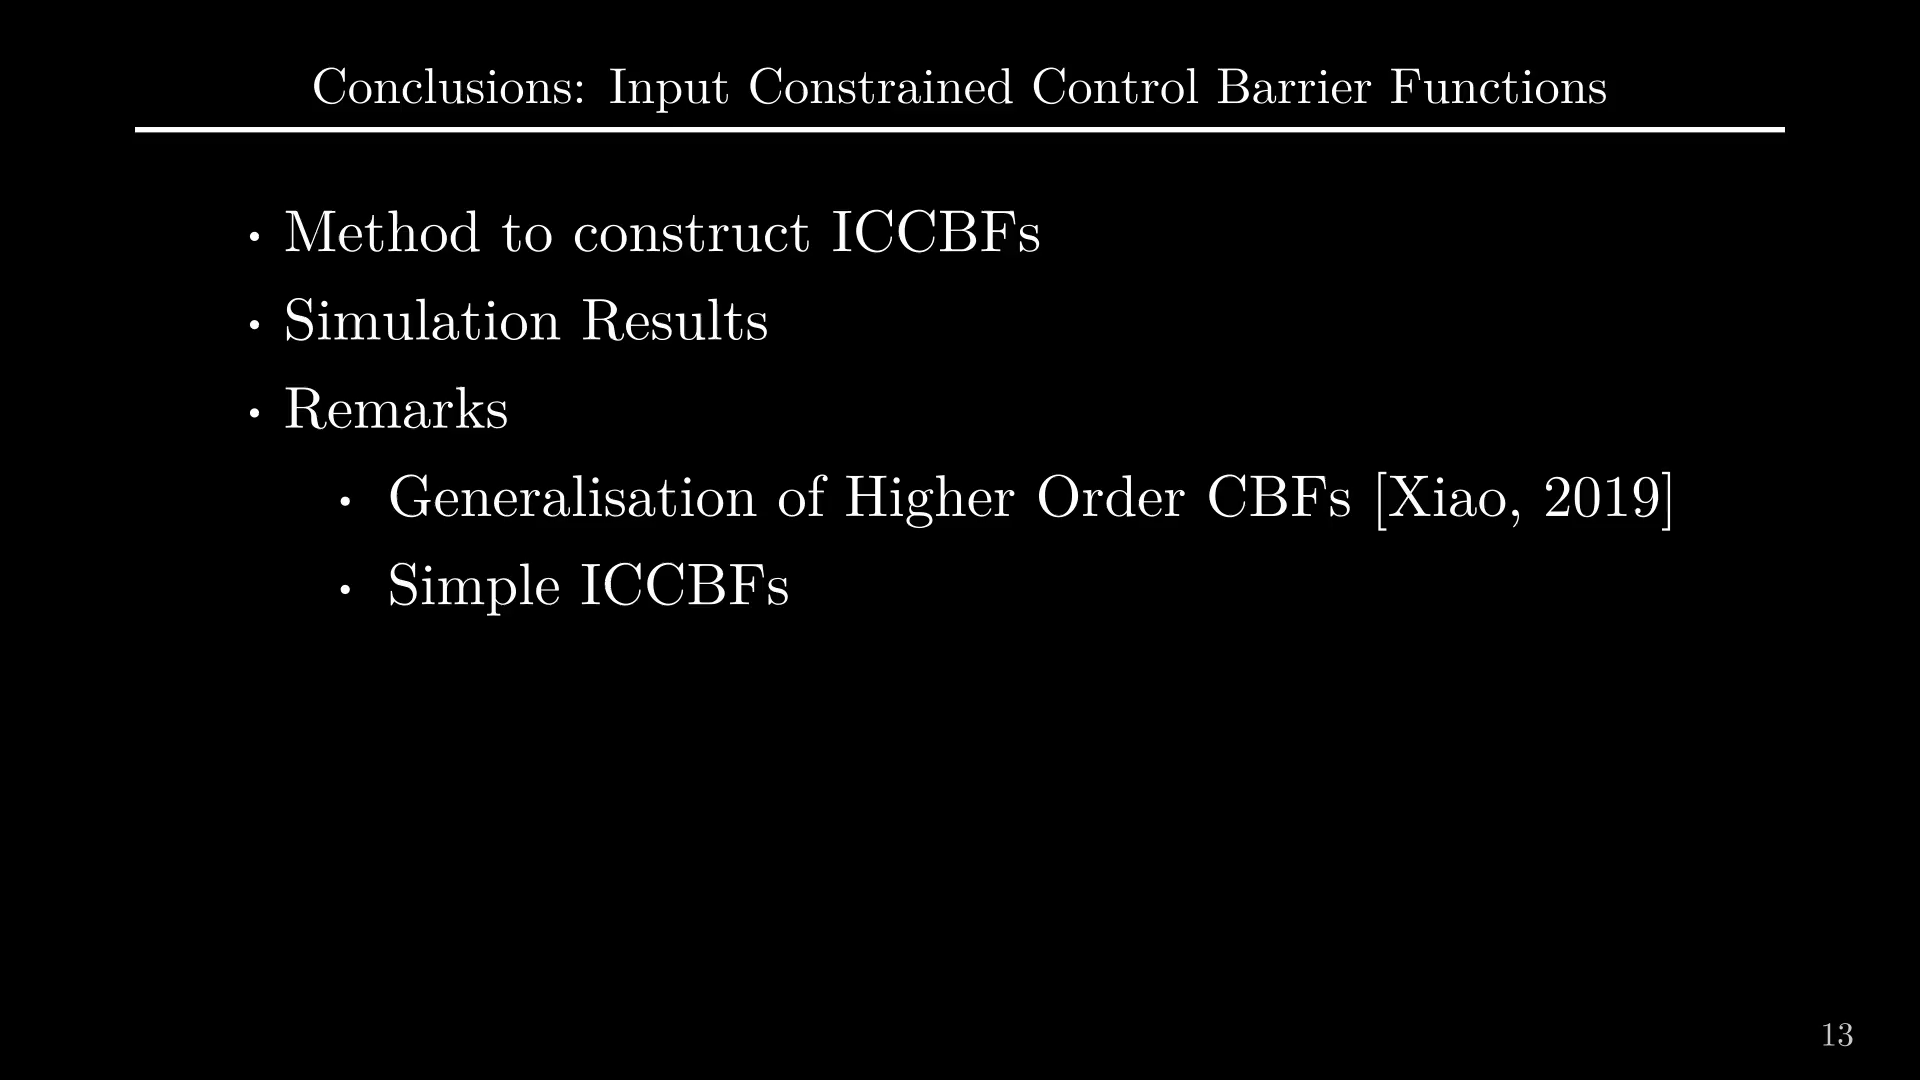 Conclusions: Input Constrained Control Barrier Functions
· Method to construct ICCBFs
· Simulation Results
· Remarks
· Generalisation of Higher Order CBFs [Xiao, 2019]
· Simple ICCBFs
13